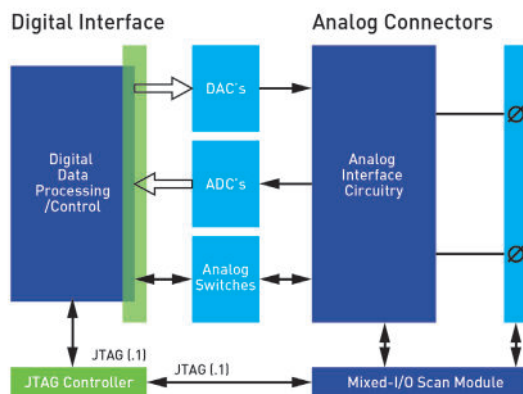 Digital Interface
Analog Connectors
Digital
Data
Processing
/Control
DAC's
ADC's
Analog
Switches
Analog
Interface
Circuitry
Ø
Ø
JTAG (.1)
JTAG (.1)
JTAG Controller
Mixed-I/O Scan Module